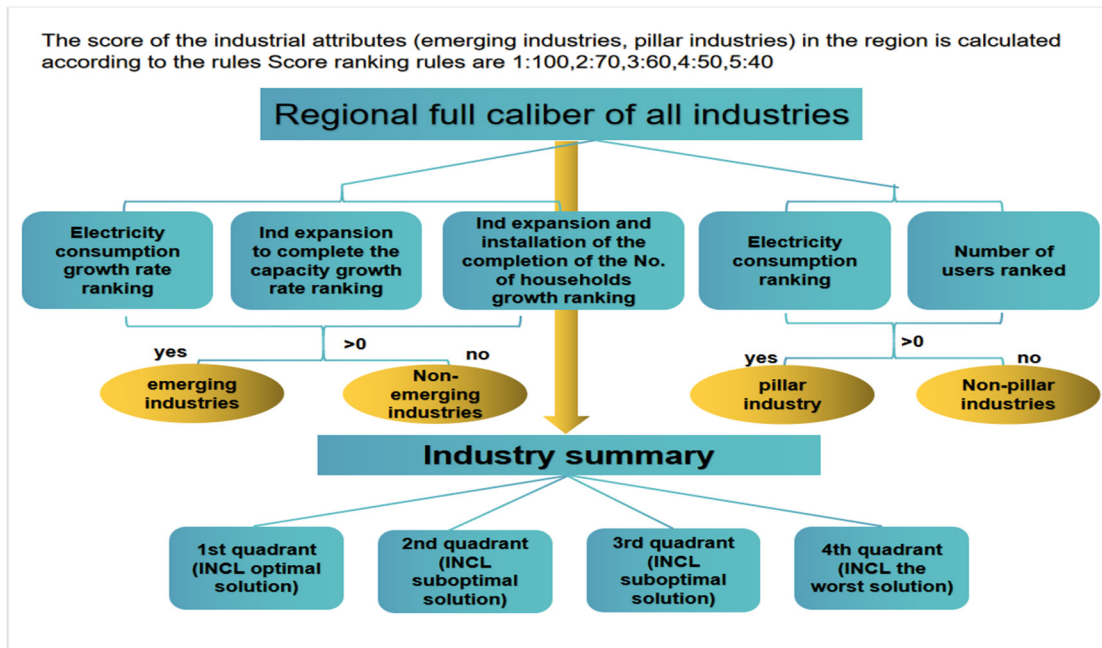 The score of the industrial attributes (emerging industries, pillar industries) in the region is calculated
according to the rules Score ranking rules are 1:100,2:70,3:60,4:50,5:40
Regional full caliber of all industries
Electricity
consumption
growth rate
ranking
Ind expansion
to complete the
capacity growth
rate ranking
Ind expansion and
installation of the
completion of the No.
of households
growth ranking
Electricity
consumption
ranking
Number of
users ranked
yes
>0
no
yes
>0
no
emerging
industries
Non-
emerging
industries
pillar
industry
Non-pillar
industries
Industry summary
1st quadrant
(INCL optimal
solution)
2nd quadrant
(INCL
suboptimal
solution)
3rd quadrant
(INCL
suboptimal
solution)
4th quadrant
(INCL the
worst solution)